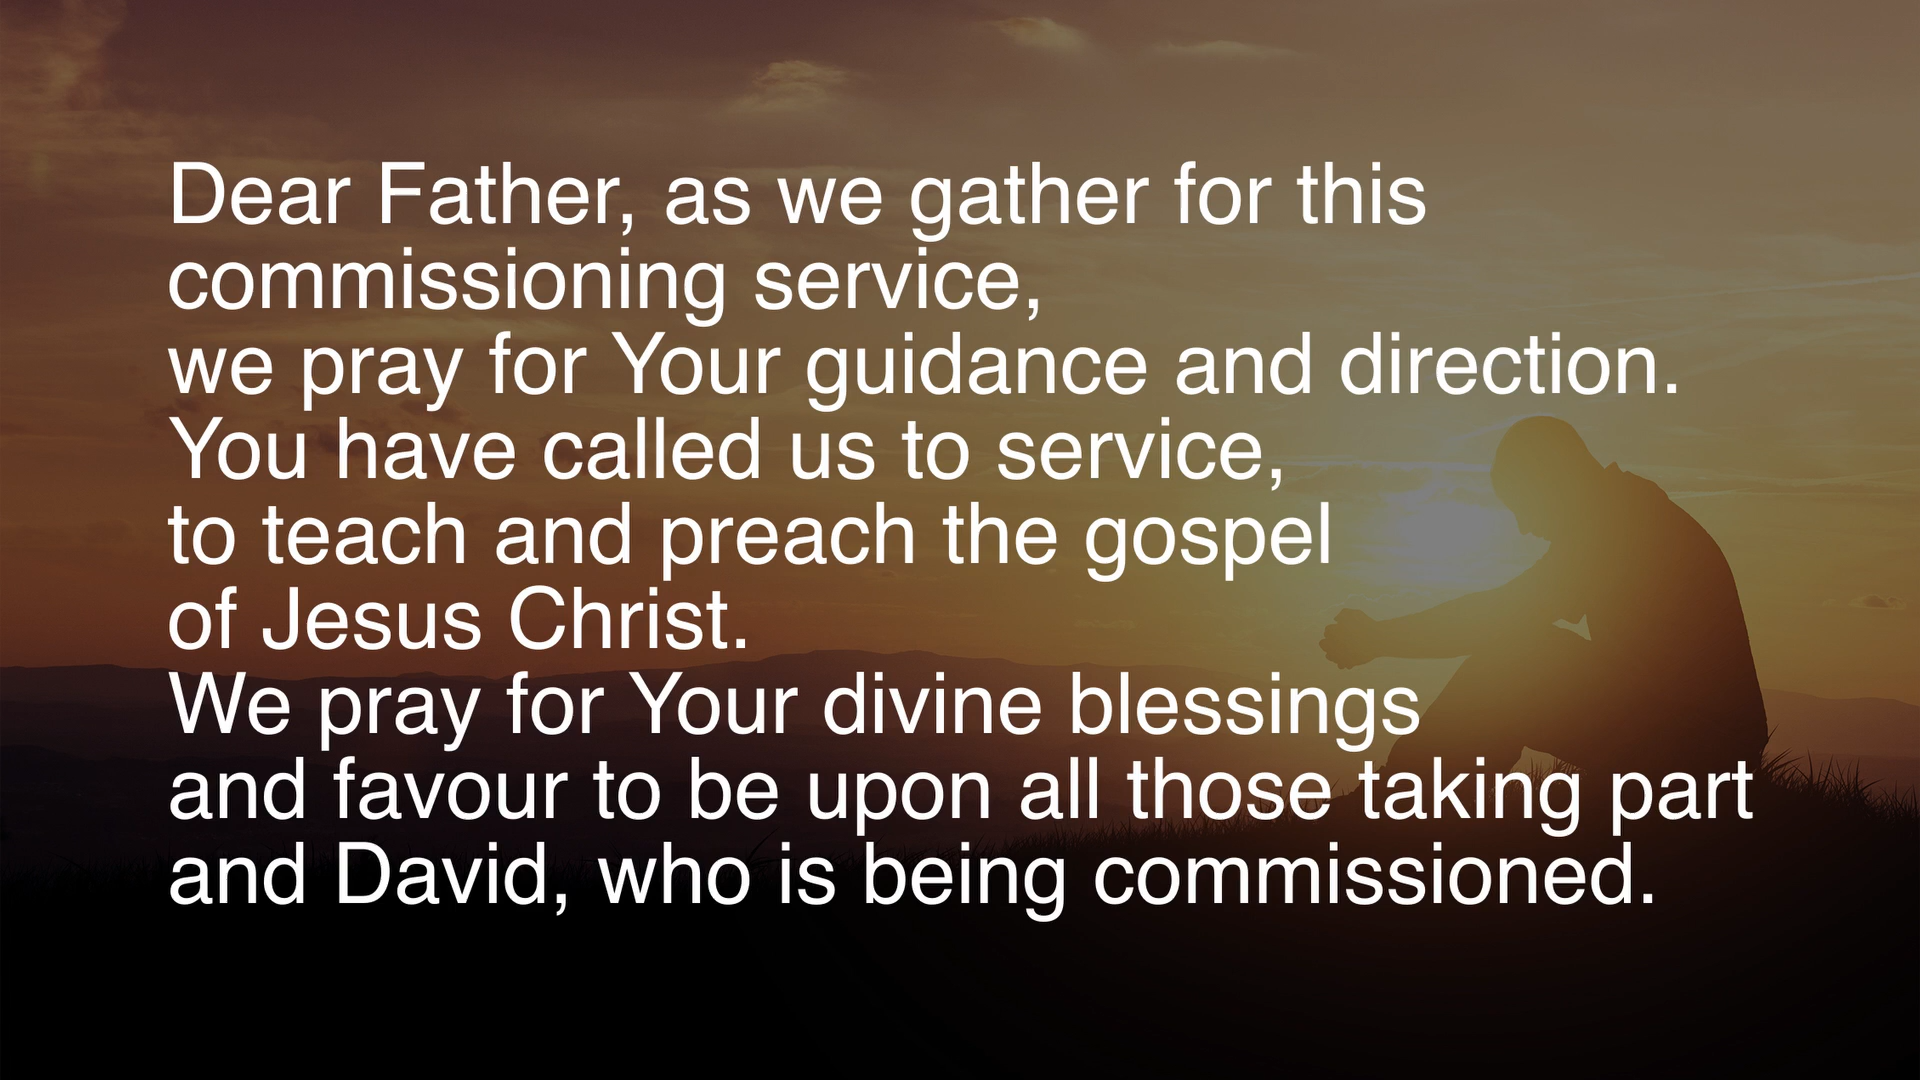 Dear Father, as we gather for this
commissioning service,
we pray for Your guidance and direction.
You have called us to service,
to teach and preach the gospel
of Jesus Christ.
We pray for Your divine blessings
and favour to be upon all those taking part
and David, who is being commissioned.